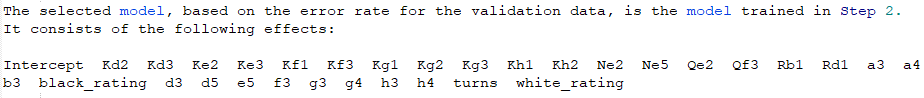 The selected model, based on the error rate for the validation data, is the model trained in Step 2.
It consists of the following effects:
Intercept Kd2 Kd3 Ke2 Ke3 Kf1 Kf3 Kg1 Kg2 Kg3 Kh1 Kh2 Ne2 Ne5 Qe2 Qf3 Rb1 Rd1 a3 a4
b3 black_rating d3 d5 e5 f3 g3 g4 h3 h4 turns white_rating